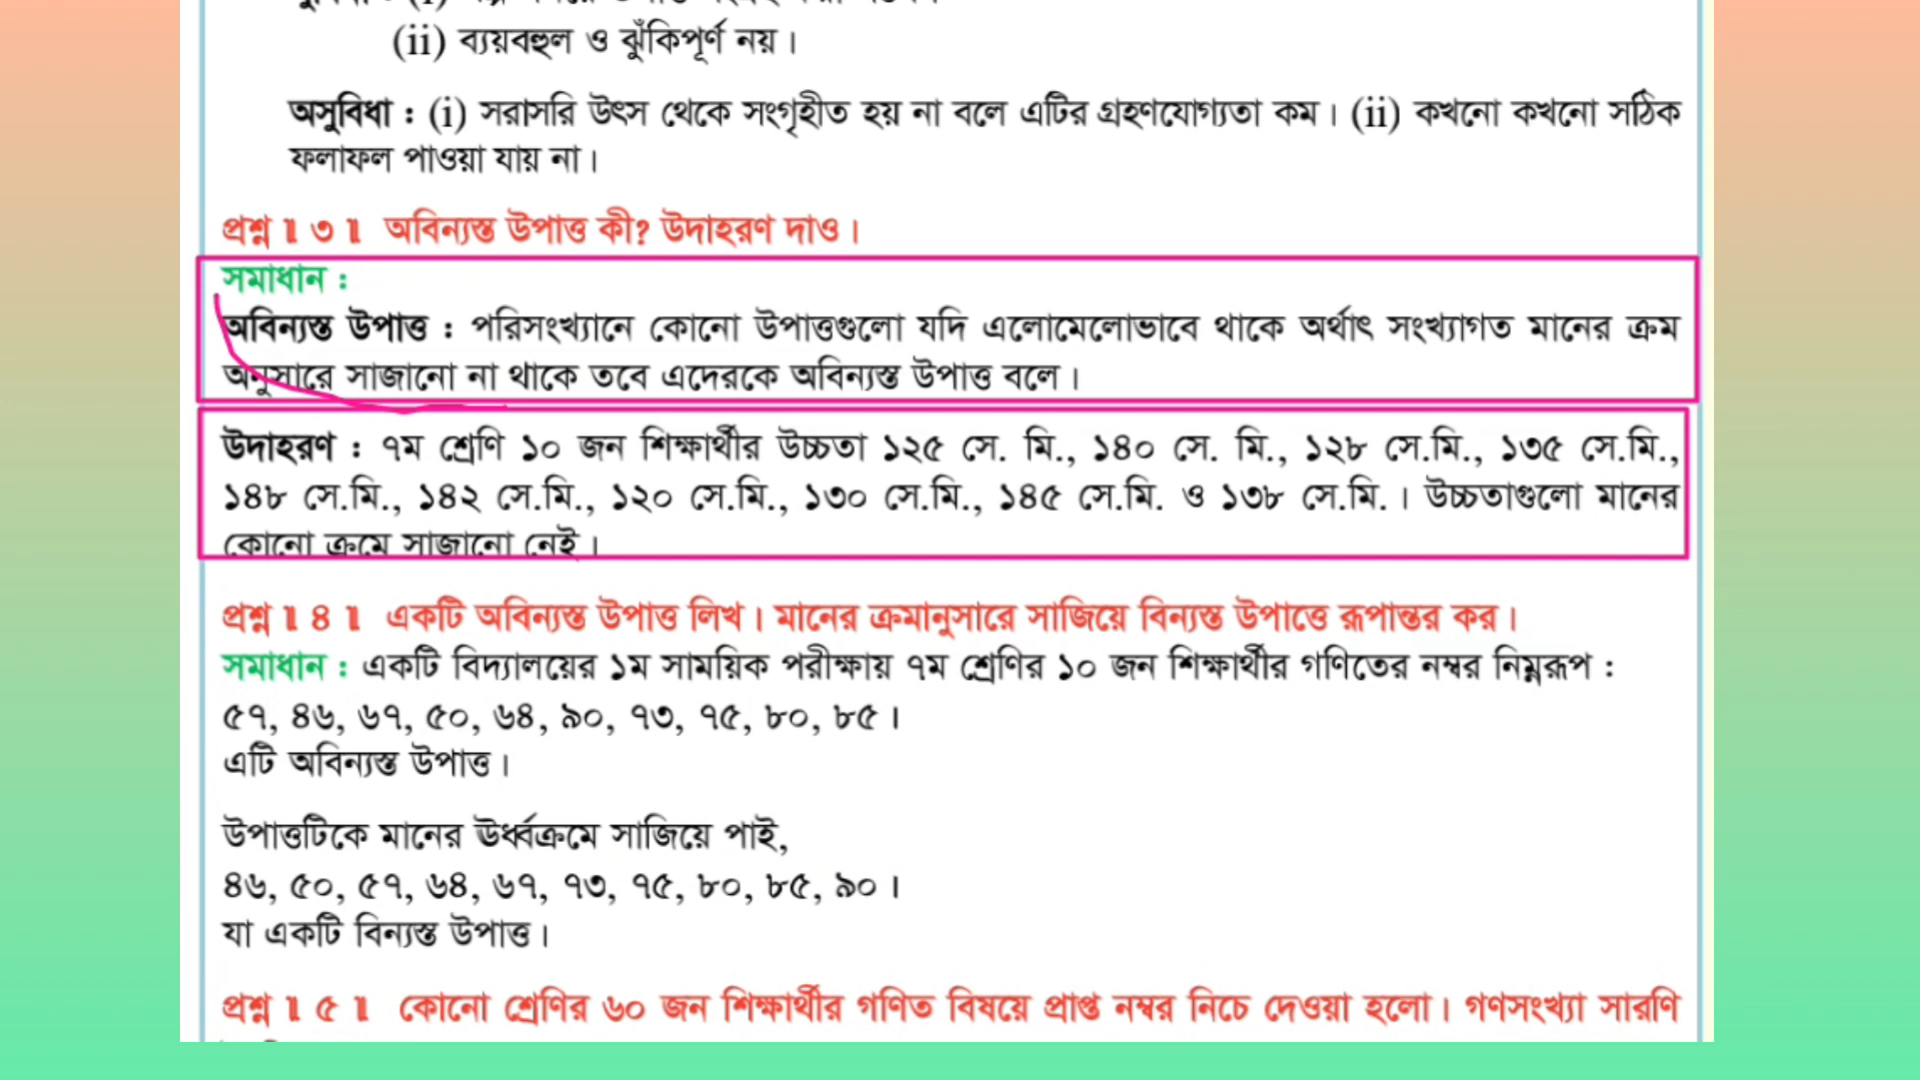 (ii) ব্যয়বহুল ও ঝুঁকিপূর্ণ নয়।
অসুবিধা : (i) সরাসরি উৎস থেকে সংগৃহীত হয় না বলে এটির গ্রহণযোগ্যতা কম। (ii) কখনো কখনো সঠিক
ফলাফল পাওয়া যায় না।
প্রশ্ন ॥ ৩ ॥ অবিন্যস্ত উপাত্ত কী? উদাহরণ দাও।
সমাধান :
অবিন্যস্ত উপাত্ত : পরিসংখ্যানে কোনো উপাত্তগুলো যদি এলোমেলোভাবে থাকে অর্থাৎ সংখ্যাগত মানের ক্রম
অনুসারে সাজানো না থাকে তবে এদেরকে অবিন্যস্ত উপাত্ত বলে।
উদাহরণ : ৭ম শ্রেণি ১০ জন শিক্ষার্থীর উচ্চতা ১২৫ সে. মি., ১৪০ সে. মি., ১২৮ সে.মি., ১৩৫ সে.মি.,
১৪৮ সে.মি., ১৪২ সে.মি., ১২০ সে.মি., ১৩০ সে.মি., ১৪৫ সে.মি. ও ১৩৮ সে.মি.। উচ্চতাগুলো মানের
কোনো ক্রমে সাজানো নেই।
প্রশ্ন ॥ ৪ ॥ একটি অবিন্যস্ত উপাত্ত লিখ। মানের ক্রমানুসারে সাজিয়ে বিন্যস্ত উপাত্তে রূপান্তর কর।
সমাধান : একটি বিদ্যালয়ের ১ম সাময়িক পরীক্ষায় ৭ম শ্রেণির ১০ জন শিক্ষার্থীর গণিতের নম্বর নিম্নরূপ :
৫৭, ৪৬, ৬৭, ৫০, ৬৪, ৯০, ৭৩, ৭৫, ৮০, ৮৫।
এটি অবিন্যস্ত উপাত্ত।
উপাত্তটিকে মানের ঊর্ধ্বক্রমে সাজিয়ে পাই,
৪৬, ৫০, ৫৭, ৬৪, ৬৭, ৭৩, ৭৫, ৮০, ৮৫, ৯০।
যা একটি বিন্যস্ত উপাত্ত।
প্রশ্ন ॥ ৫ ॥ কোনো শ্রেণির ৬০ জন শিক্ষার্থীর গণিত বিষয়ে প্রাপ্ত নম্বর নিচে দেওয়া হলো। গণসংখ্যা সারণি